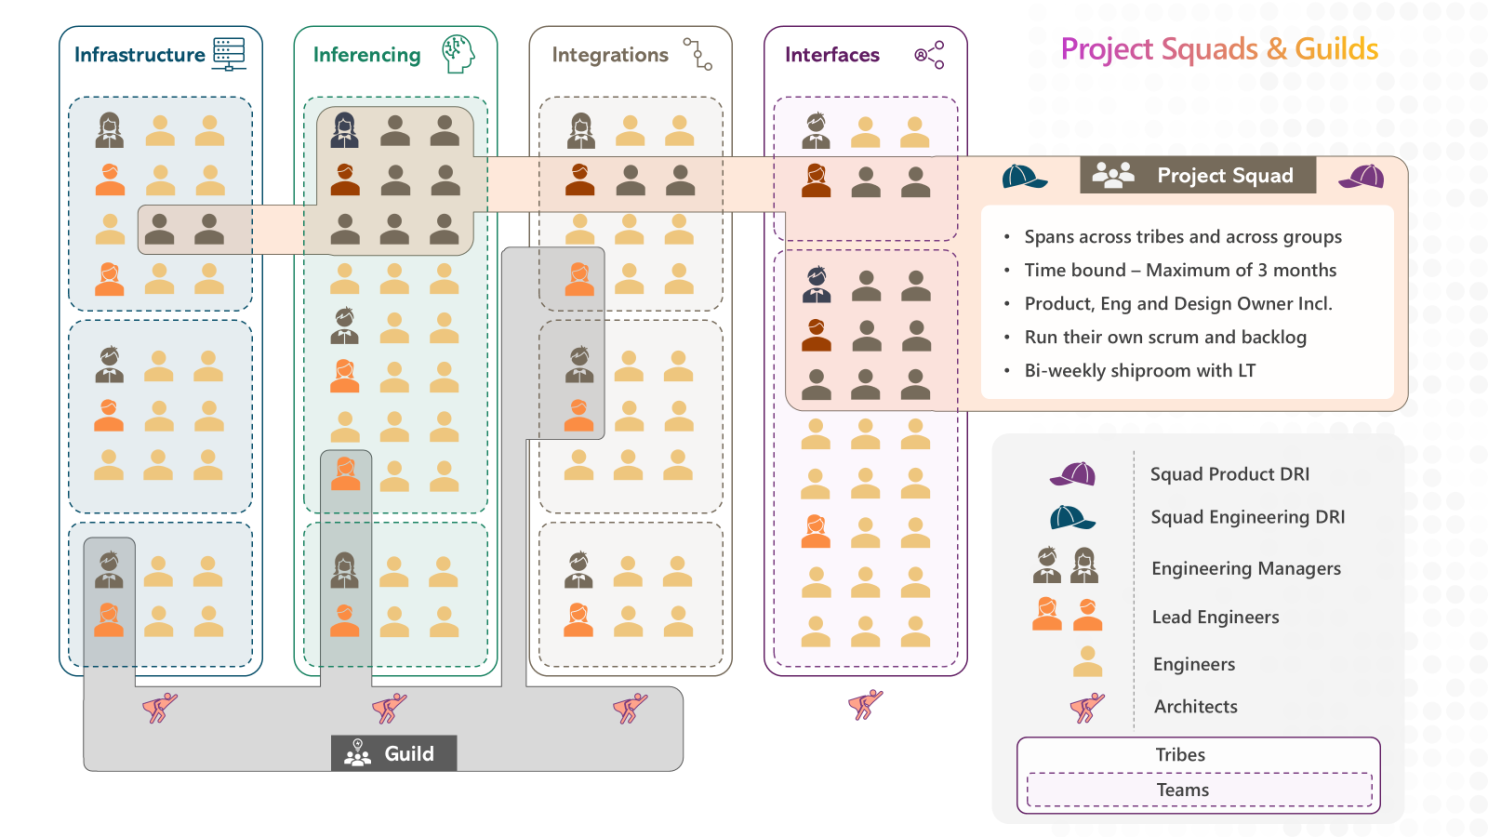 Infrastructure
Inferencing
Integrations
Interfaces
Project Squads & Guilds
Project Squad
• Spans across tribes and across groups
• Time bound – Maximum of 3 months
• Product, Eng and Design Owner Incl.
• Run their own scrum and backlog
• Bi-weekly shiproom with LT
Squad Product DRI
Squad Engineering DRI
Engineering Managers
Lead Engineers
Engineers
Architects
Tribes
Teams
Guild